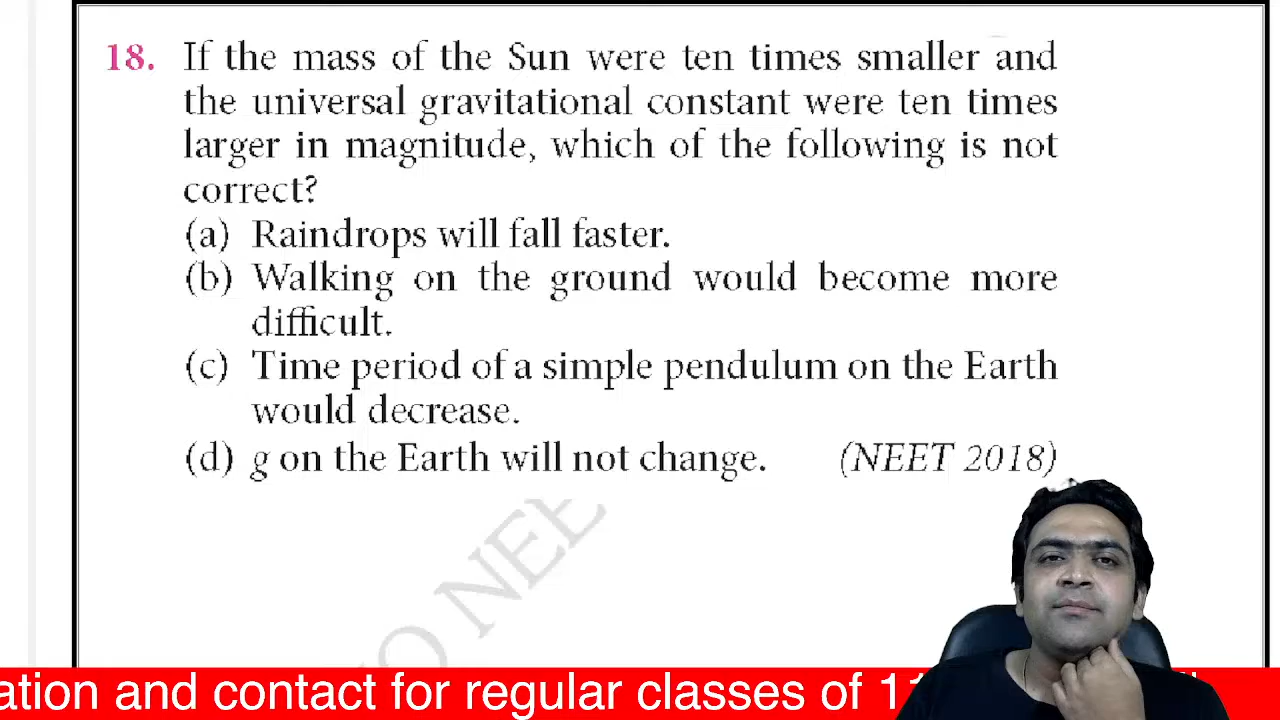 18. If the mass of the Sun were ten times smaller and
the universal gravitational constant were ten times
larger in magnitude, which of the following is not
correct?
(a) Raindrops will fall faster.
(b) Walking on the ground would become more
difficult.
(c) Time period of a simple pendulum on the Earth
would decrease.
(d) g on the Earth will not change. (NEET 2018)
NEE
ation and contact for regular classes of 11